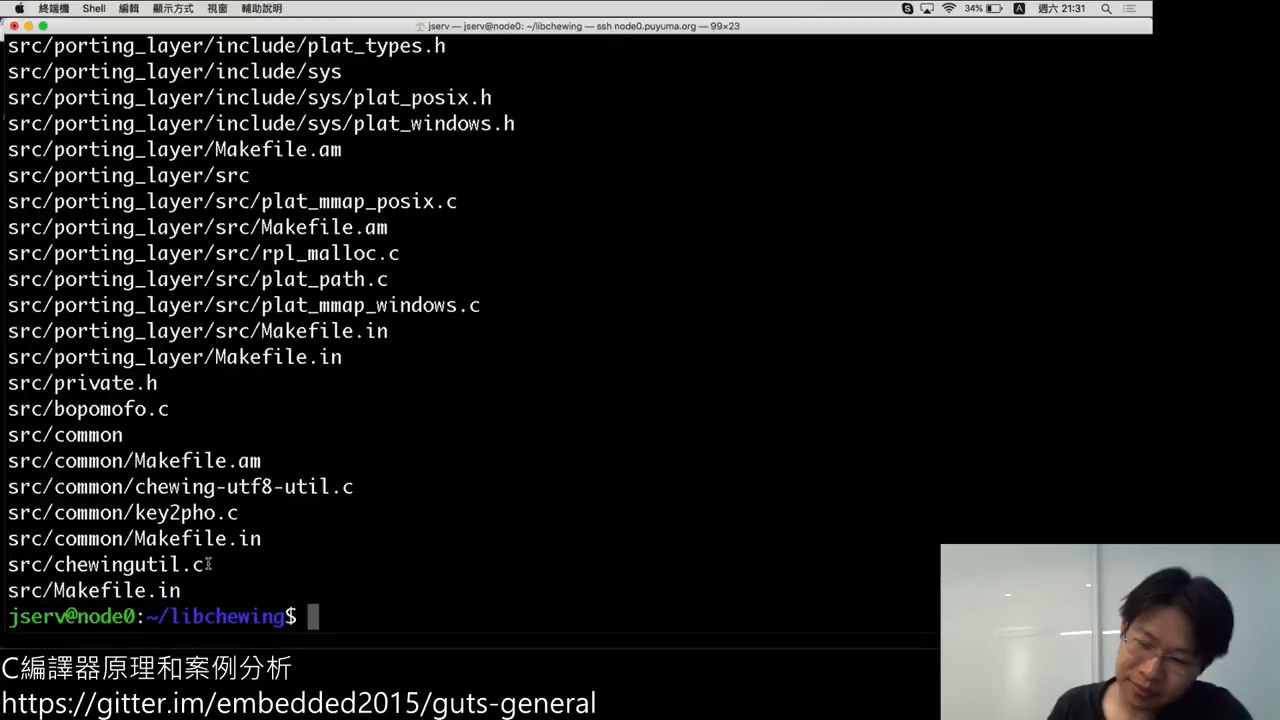 終端機 Shell 編輯 顯示方式 視窗 輔助說明 34% A 週六 21:31
jserv — jserv@node0: ~/libchewing — ssh node0.puyuma.org — 99×23
src/porting_layer/include/plat_types.h
src/porting_layer/include/sys
src/porting_layer/include/sys/plat_posix.h
src/porting_layer/include/sys/plat_windows.h
src/porting_layer/Makefile.am
src/porting_layer/src
src/porting_layer/src/plat_mmap_posix.c
src/porting_layer/src/Makefile.am
src/porting_layer/src/rpl_malloc.c
src/porting_layer/src/plat_path.c
src/porting_layer/src/plat_mmap_windows.c
src/porting_layer/src/Makefile.in
src/porting_layer/Makefile.in
src/private.h
src/bopomofo.c
src/common
src/common/Makefile.am
src/common/chewing-utf8-util.c
src/common/key2pho.c
src/common/Makefile.in
src/chewingutil.c
src/Makefile.in
jserv@node0:~/libchewing$
C編譯器原理和案例分析
https://gitter.im/embedded2015/guts-general